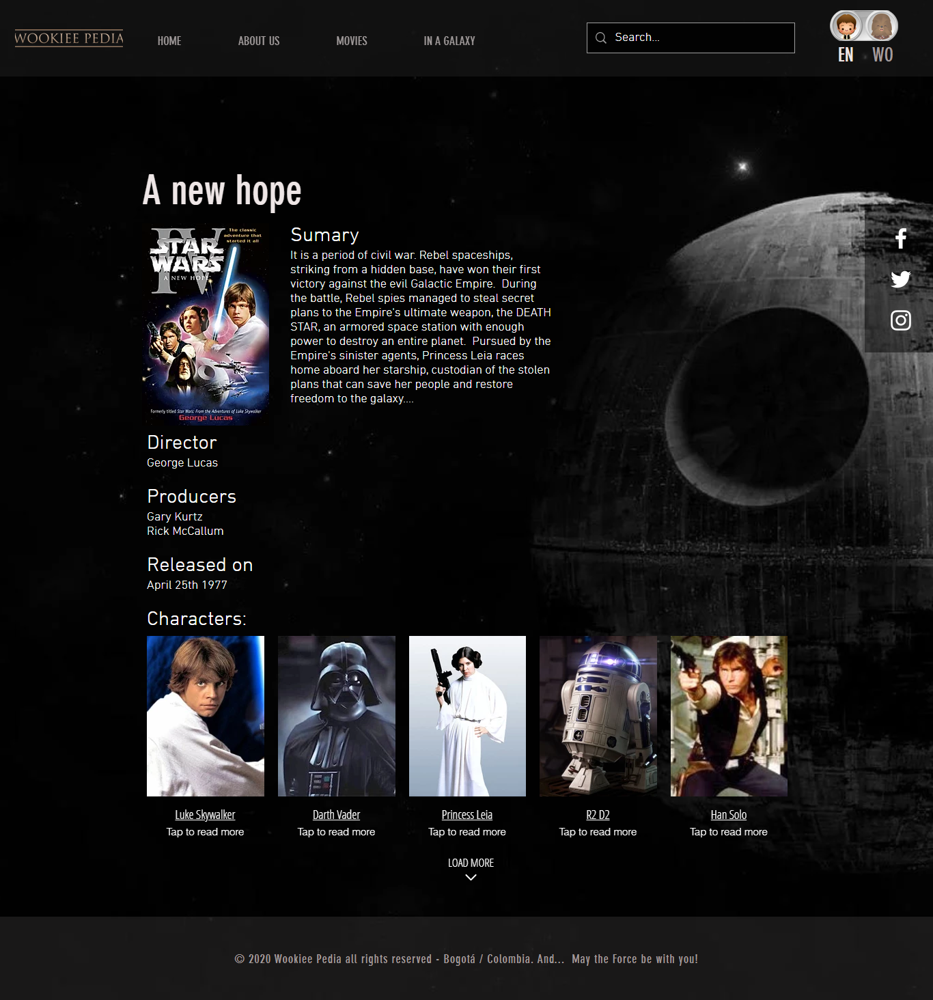 WOOKIEE PEDIA
HOME
ABOUT US
MOVIES
IN A GALAXY
Search...
EN
WO
A new hope
IV
The classic
adventure that
started it all
STAR
WARS
A NEW HOPE
Formerly titled Star Wars: From the Adventures of Luke Skywalker
George Lucas
Sumary
It is a period of civil war. Rebel spaceships,
striking from a hidden base, have won their first
victory against the evil Galactic Empire.  During
the battle, Rebel spies managed to steal secret
plans to the Empire's ultimate weapon, the DEATH
STAR, an armored space station with enough
power to destroy an entire planet.  Pursued by the
Empire's sinister agents, Princess Leia races
home aboard her starship, custodian of the stolen
plans that can save her people and restore
freedom to the galaxy....
Director
George Lucas
Producers
Gary Kurtz
Rick McCallum
Released on
April 25th 1977
Characters:
Luke Skywalker
Tap to read more
Darth Vader
Tap to read more
Princess Leia
Tap to read more
R2 D2
Tap to read more
Han Solo
Tap to read more
LOAD MORE
© 2020 Wookiee Pedia all rights reserved - Bogotá / Colombia. And...  May the Force be with you!